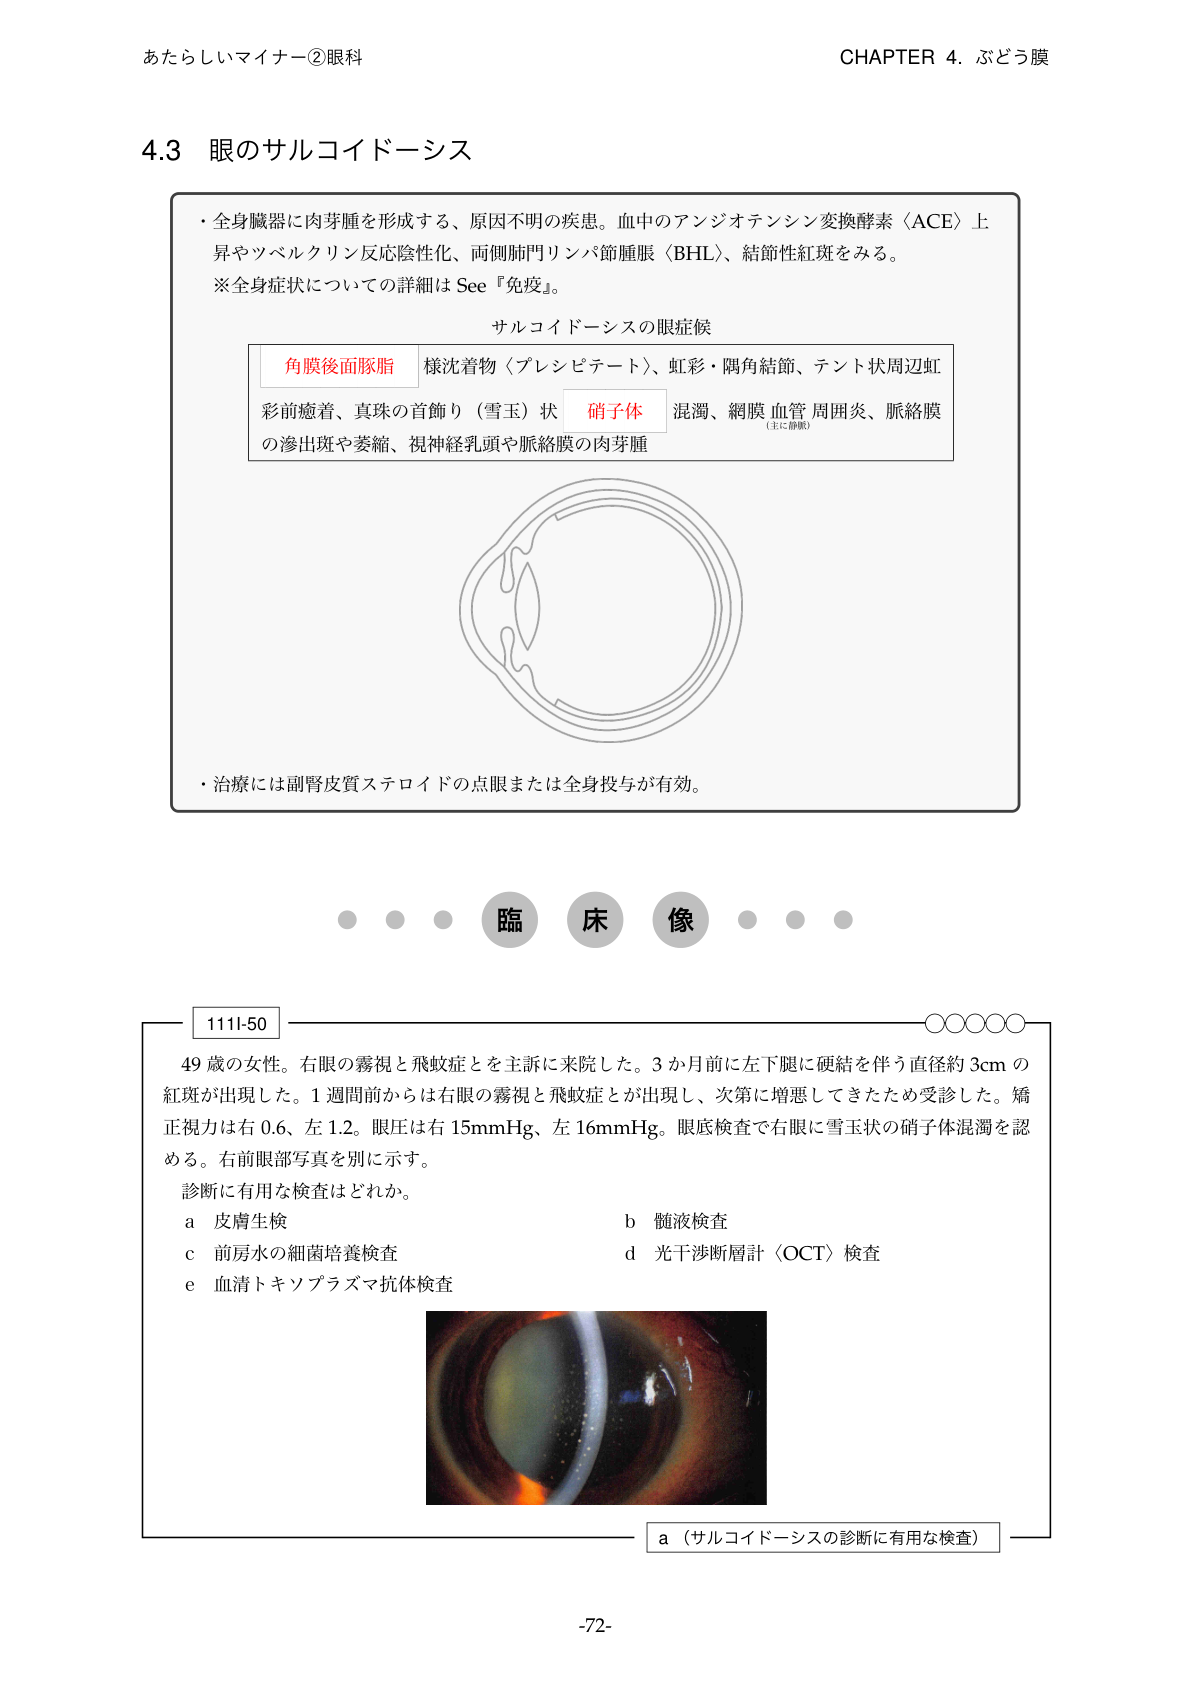 あたらしいマイナー②眼科 CHAPTER 4. ぶどう膜
4.3 眼のサルコイドーシス
・全身臓器に肉芽腫を形成する、原因不明の疾患。血中のアンジオテンシン変換酵素〈ACE〉上
昇やツベルクリン反応陰性化、両側肺門リンパ節腫脹〈BHL〉、結節性紅斑をみる。
※全身症状についての詳細は See『免疫』。
サルコイドーシスの眼症候
角膜後面豚脂 様沈着物〈プレシピテート〉、虹彩・隅角結節、テント状周辺虹
彩前癒着、真珠の首飾り（雪玉）状 硝子体 混濁、網膜 血管 周囲炎、脈絡膜
(主に静脈)
の滲出斑や萎縮、視神経乳頭や脈絡膜の肉芽腫
・治療には副腎皮質ステロイドの点眼または全身投与が有効。
臨 床 像
111I-50
49 歳の女性。右眼の霧視と飛蚊症とを主訴に来院した。3 か月前に左下腿に硬結を伴う直径約 3cm の
紅斑が出現した。1 週間前からは右眼の霧視と飛蚊症とが出現し、次第に増悪してきたため受診した。矯
正視力は右 0.6、左 1.2。眼圧は右 15mmHg、左 16mmHg。眼底検査で右眼に雪玉状の硝子体混濁を認
める。右前眼部写真を別に示す。
診断に有用な検査はどれか。
a 皮膚生検 b 髄液検査
c 前房水の細菌培養検査 d 光干渉断層計〈OCT〉検査
e 血清トキソプラズマ抗体検査
a （サルコイドーシスの診断に有用な検査）
-72-